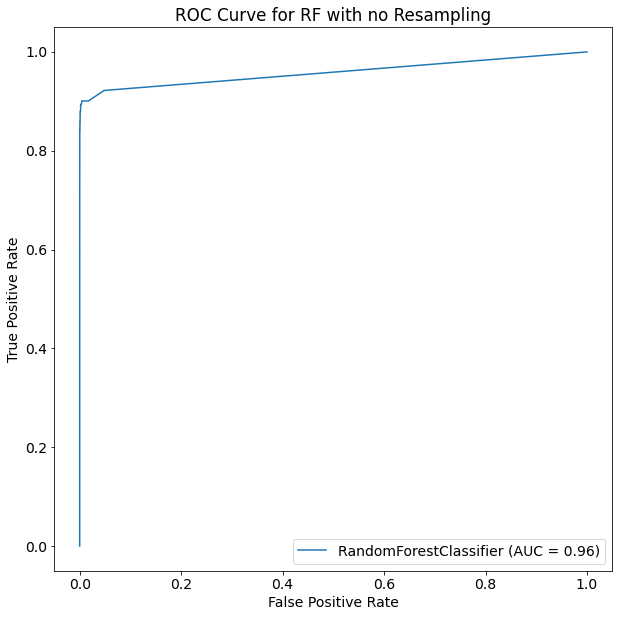 ROC Curve for RF with no Resampling
True Positive Rate
1.0
0.8
0.6
0.4
0.2
0.0
RandomForestClassifier (AUC = 0.96)
0.0 0.2 0.4 0.6 0.8 1.0
False Positive Rate